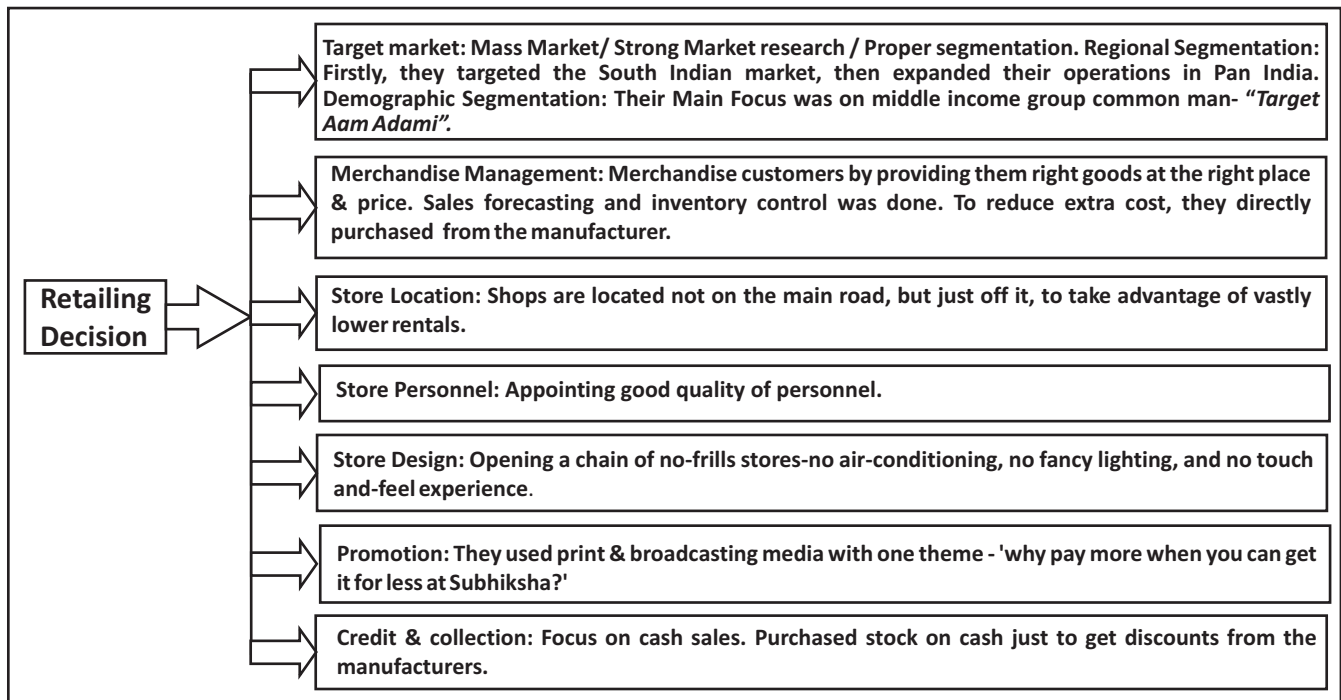 Target market: Mass Market/ Strong Market research / Proper segmentation. Regional Segmentation:
Firstly, they targeted the South Indian market, then expanded their operations in Pan India.
Demographic Segmentation: Their Main Focus was on middle income group common man- “Target
Aam Adami”.
Merchandise Management: Merchandise customers by providing them right goods at the right place
& price. Sales forecasting and inventory control was done. To reduce extra cost, they directly
purchased from the manufacturer.
Retailing
Decision
Store Location: Shops are located not on the main road, but just off it, to take advantage of vastly
lower rentals.
Store Personnel: Appointing good quality of personnel.
Store Design: Opening a chain of no-frills stores-no air-conditioning, no fancy lighting, and no touch
and-feel experience.
Promotion: They used print & broadcasting media with one theme - 'why pay more when you can get
it for less at Subhiksha?'
Credit & collection: Focus on cash sales. Purchased stock on cash just to get discounts from the
manufacturers.